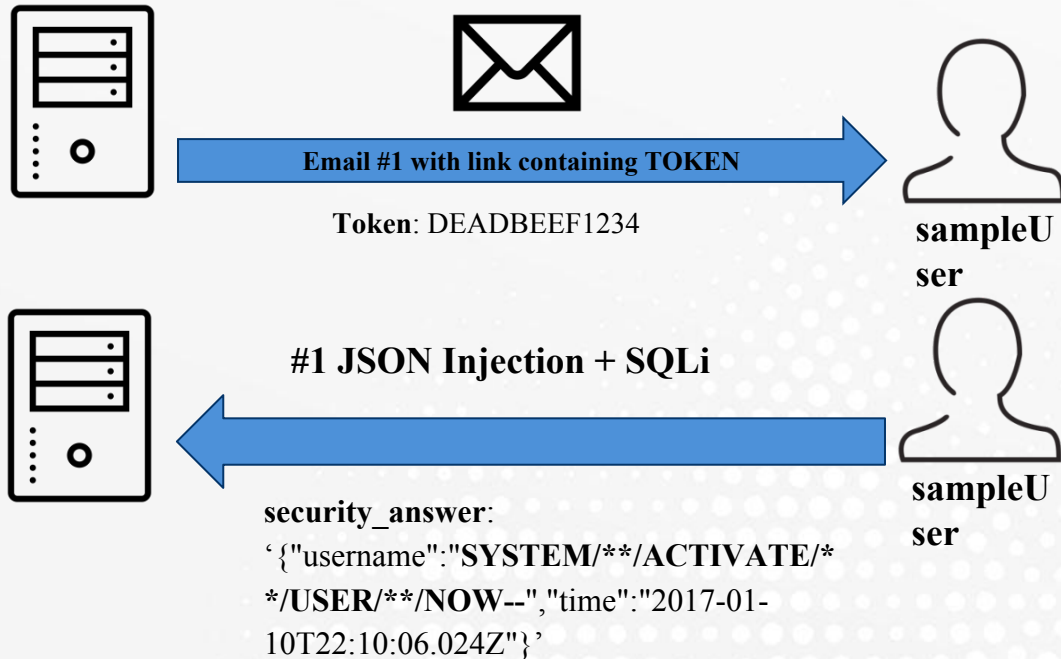 Email #1 with link containing TOKEN
Token: DEADBEEF1234
sampleU
ser
#1 JSON Injection + SQLi
sampleU
ser
security_answer:
‘{"username":"SYSTEM/**/ACTIVATE/*
*/USER/**/NOW--","time":"2017-01-
10T22:10:06.024Z"}’